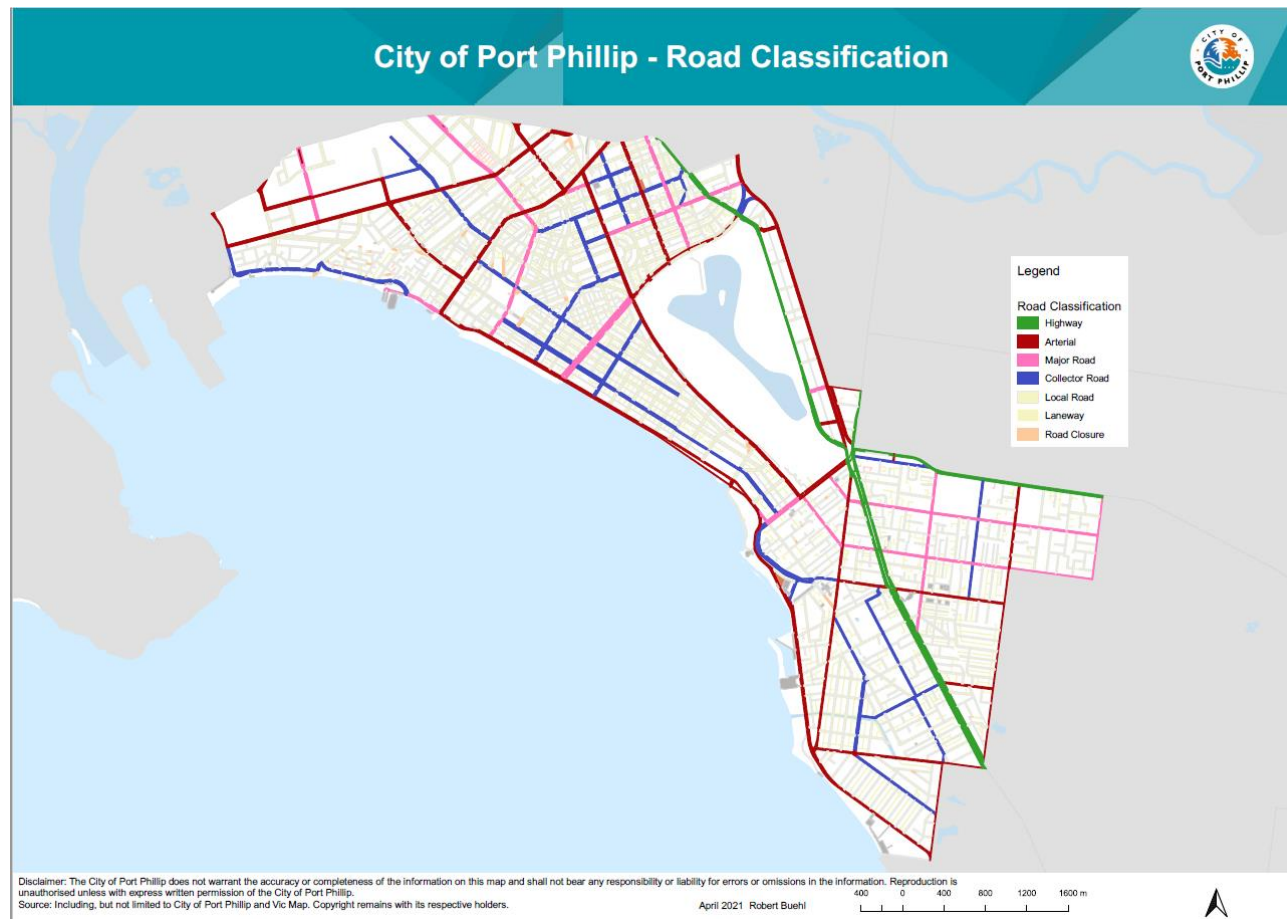 City of Port Phillip - Road Classification
CITY OF
PORT PHILLIP
Legend
Road Classification
Highway
Arterial
Major Road
Collector Road
Local Road
Laneway
Road Closure
Disclaimer: The City of Port Phillip does not warrant the accuracy or completeness of the information on this map and shall not bear any responsibility or liability for errors or omissions in the information. Reproduction is
unauthorised unless with express written permission of the City of Port Phillip.
Source: Including, but not limited to City of Port Phillip and Vic Map. Copyright remains with its respective holders.
April 2021 Robert Buehl
400 0 400 800 1200 1600 m